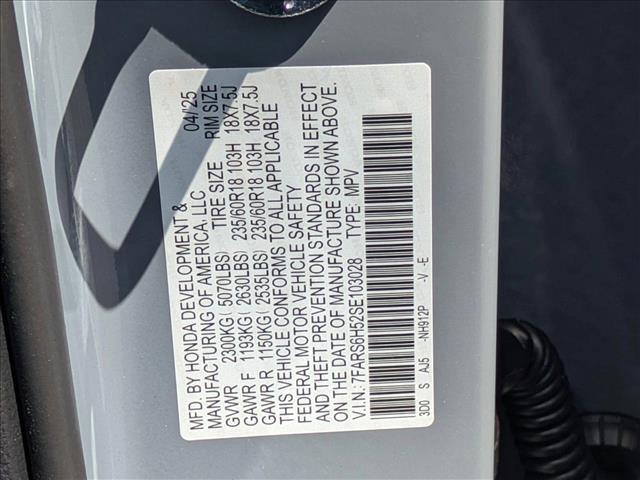 MFD. BY HONDA DEVELOPMENT & 04/'25
MANUFACTURING OF AMERICA, LLC
TIRE SIZE RIM SIZE
GVWR 2300KG (5070LBS)
GAWR F 1193KG (2630LBS) 235/60R18 103H 18X7.5J
GAWR R 1150KG (2535LBS) 235/60R18 103H 18X7.5J
THIS VEHICLE CONFORMS TO ALL APPLICABLE
FEDERAL MOTOR VEHICLE SAFETY
AND THEFT PREVENTION STANDARDS IN EFFECT
ON THE DATE OF MANUFACTURE SHOWN ABOVE.
V.I.N: 7FARS6H52SE103028 TYPE: MPV
3D0 S AJ5 -NH912P -V -E